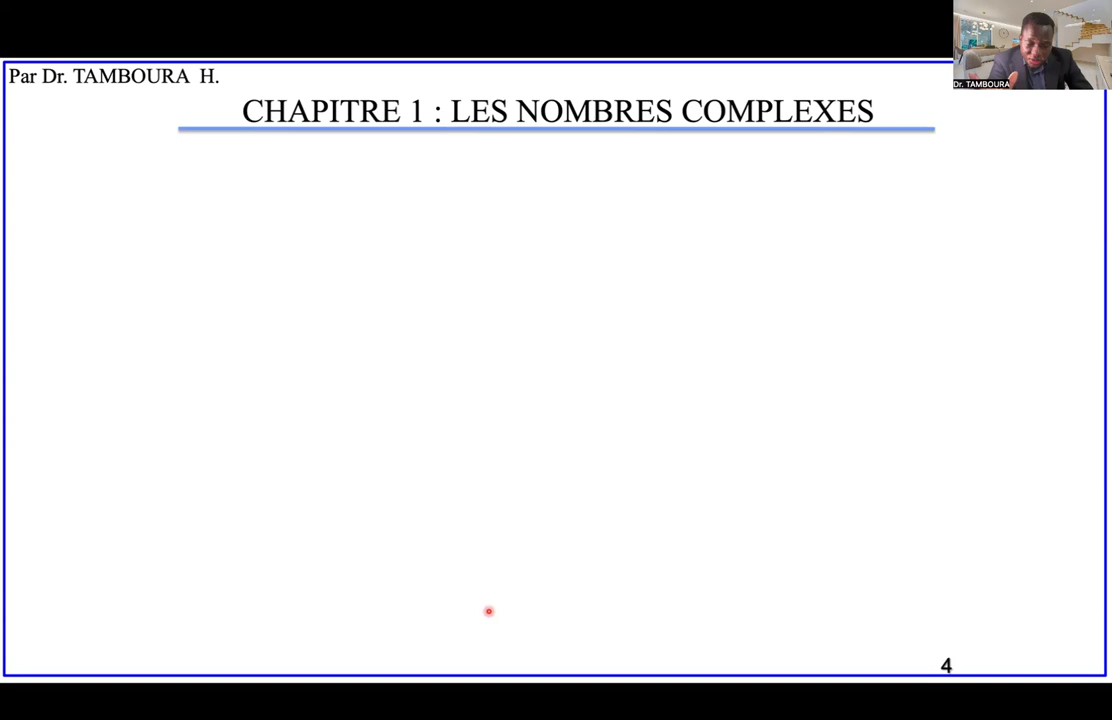 Par Dr. TAMBOURA H.
Dr. TAMBOURA
CHAPITRE 1 : LES NOMBRES COMPLEXES
4